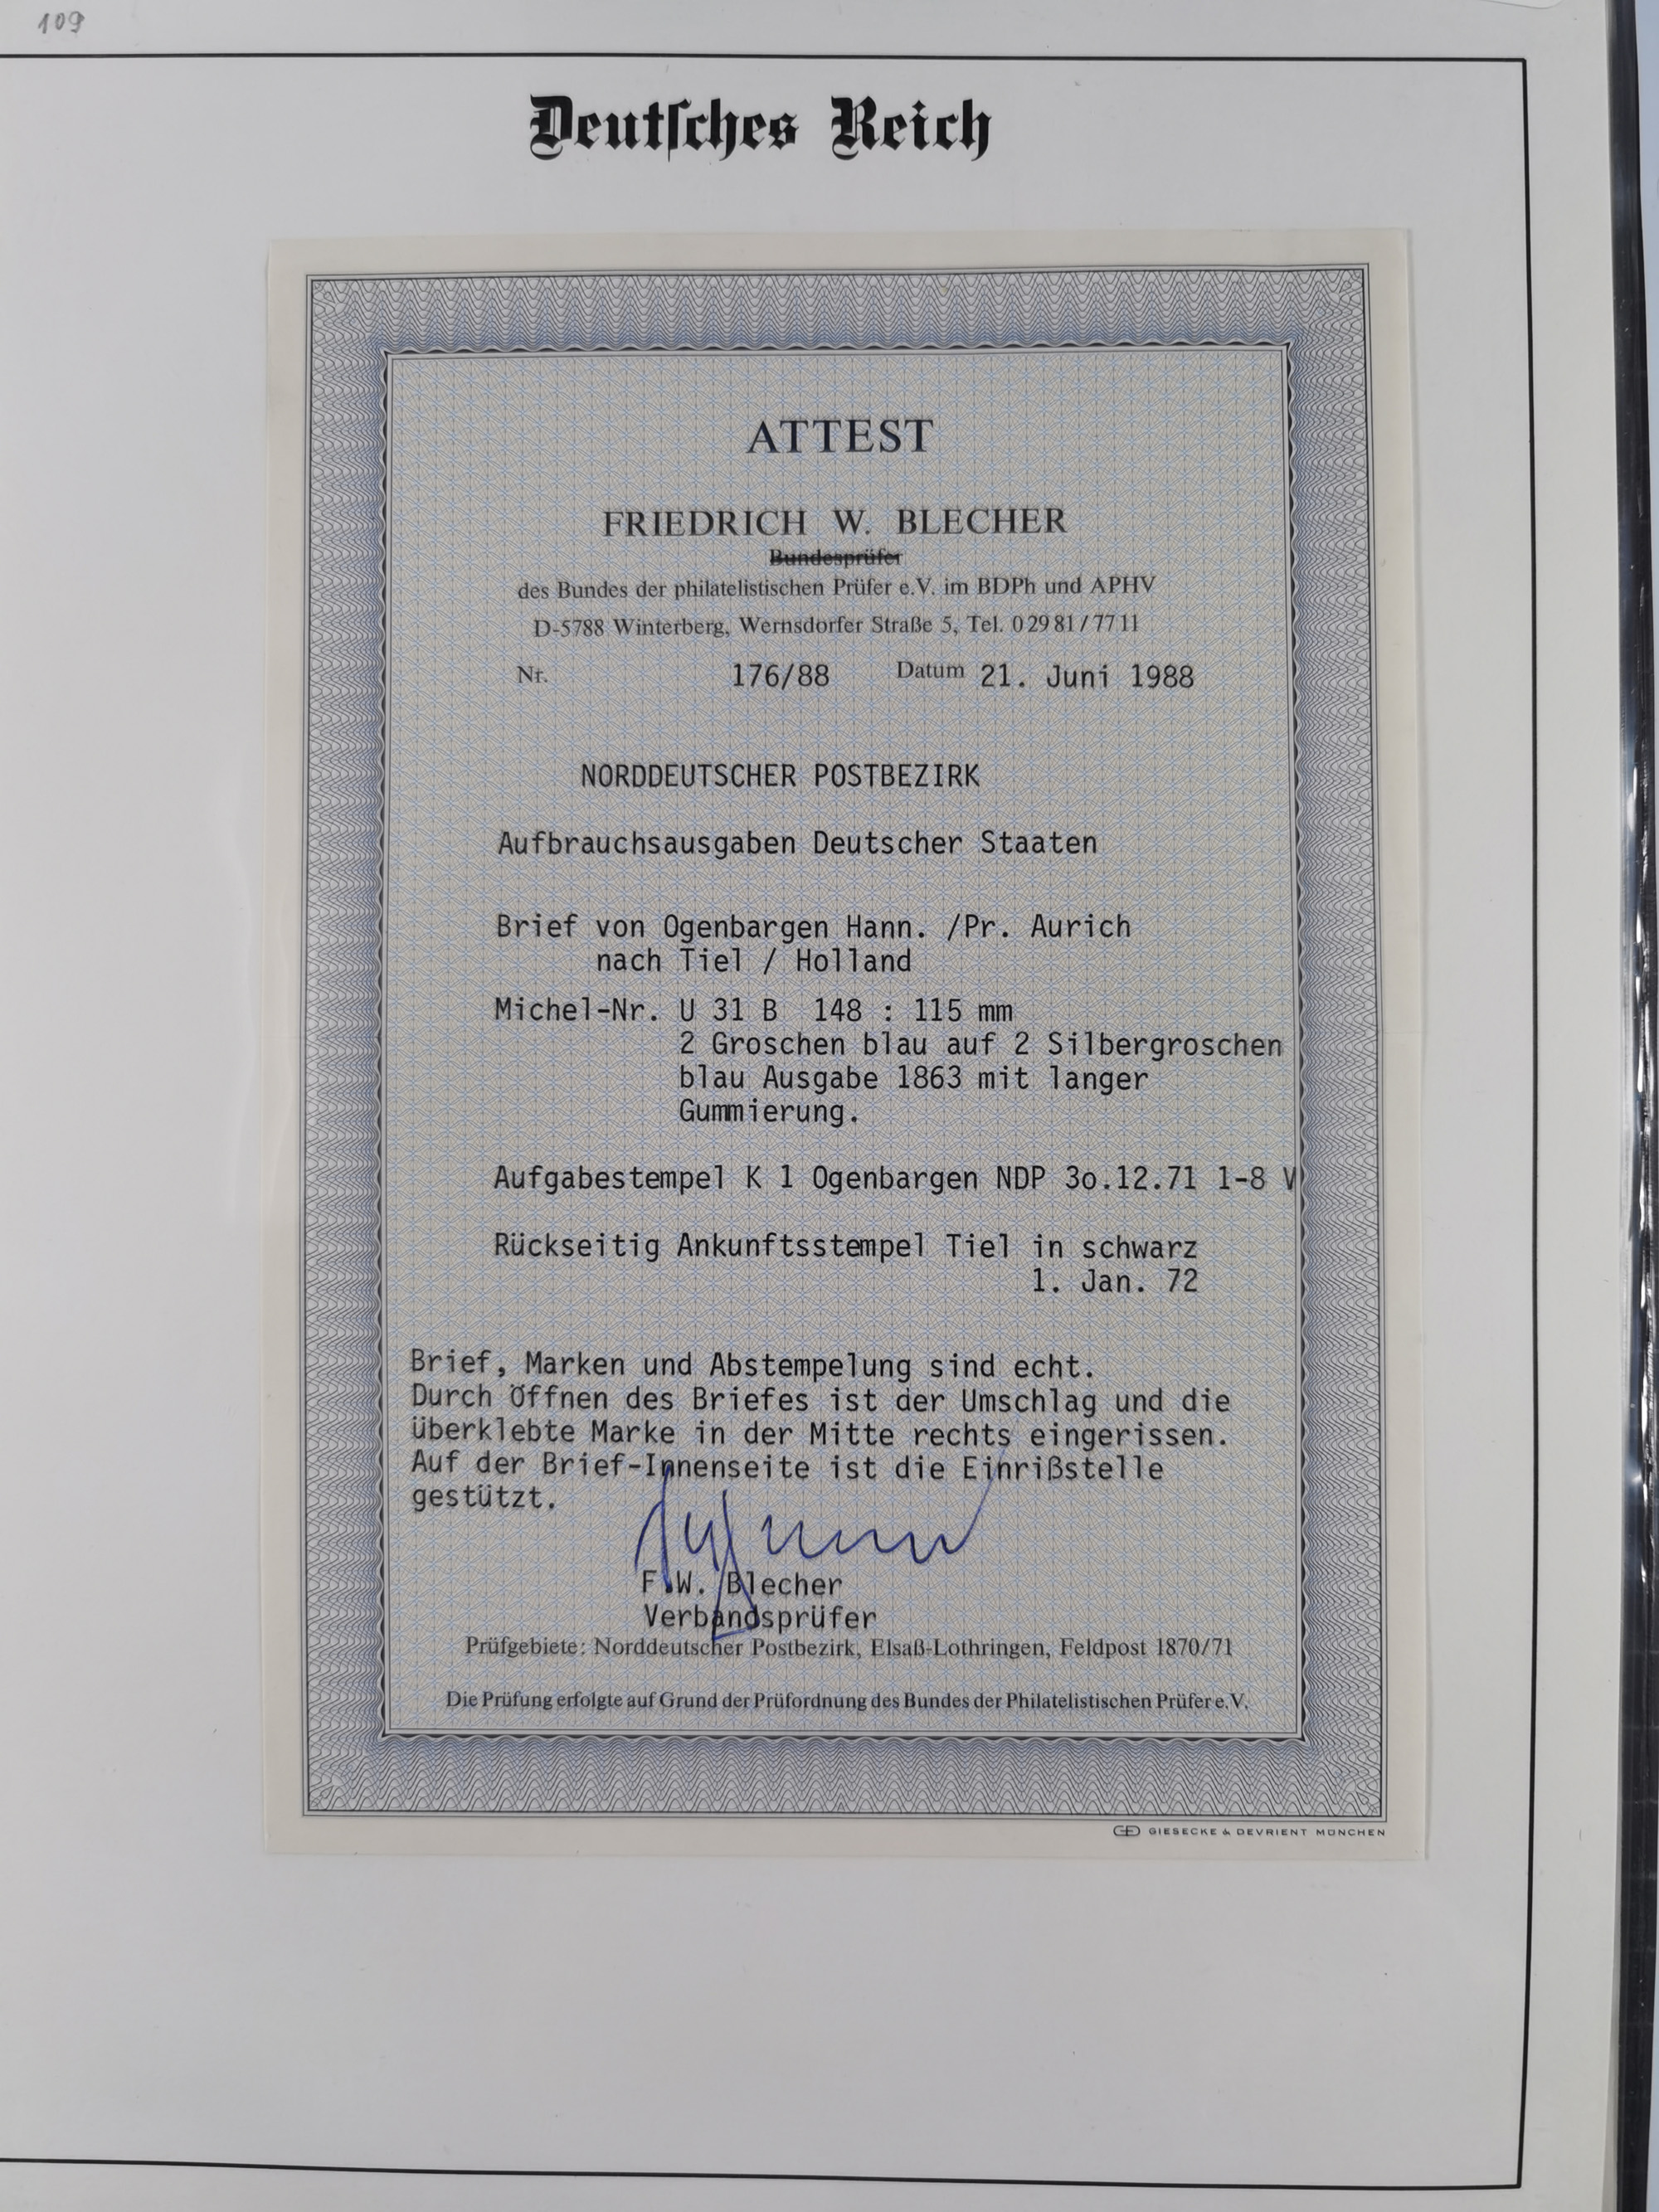 109
Deutſches Reich
ATTEST
FRIEDRICH W. BLECHER
Bundesprüfer
des Bundes der philatelistischen Prüfer e.V. im BDPh und APHV
D-5788 Winterberg, Wernsdorfer Straße 5, Tel. 02981/7711
Nr. 176/88 Datum 21. Juni 1988
NORDDEUTSCHER POSTBEZIRK
Aufbrauchsausgaben Deutscher Staaten
Brief von Ogenbargen Hann. /Pr. Aurich
nach Tiel / Holland
Michel-Nr. U 31 B 148 : 115 mm
2 Groschen blau auf 2 Silbergroschen
blau Ausgabe 1863 mit langer
Gummierung.
Aufgabestempel K 1 Ogenbargen NDP 3o.12.71 1-8 V
Rückseitig Ankunftsstempel Tiel in schwarz
1. Jan. 72
Brief, Marken und Abstempelung sind echt.
Durch Öffnen des Briefes ist der Umschlag und die
überklebte Marke in der Mitte rechts eingerissen.
Auf der Brief-Innenseite ist die Einrißstelle
gestützt.
F.W. Blecher
Verbandsprüfer
Prüfgebiete: Norddeutscher Postbezirk, Elsaß-Lothringen, Feldpost 1870/71
Die Prüfung erfolgte auf Grund der Prüfordnung des Bundes der Philatelistischen Prüfer e.V.
GIESECKE & DEVRIENT MÜNCHEN